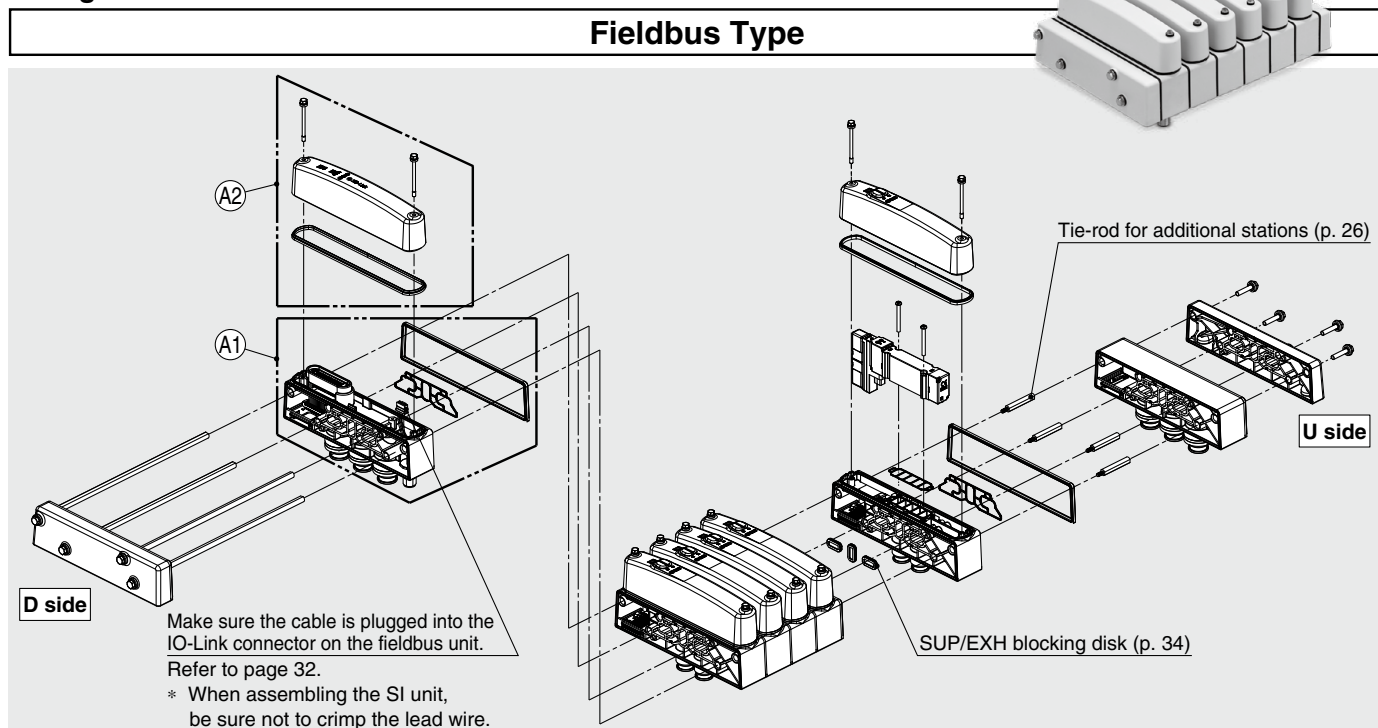 Fieldbus Type
A2
A1
Tie-rod for additional stations (p. 26)
U side
D side
Make sure the cable is plugged into the
IO-Link connector on the fieldbus unit.
Refer to page 32.
* When assembling the SI unit,
be sure not to crimp the lead wire.
SUP/EXH blocking disk (p. 34)